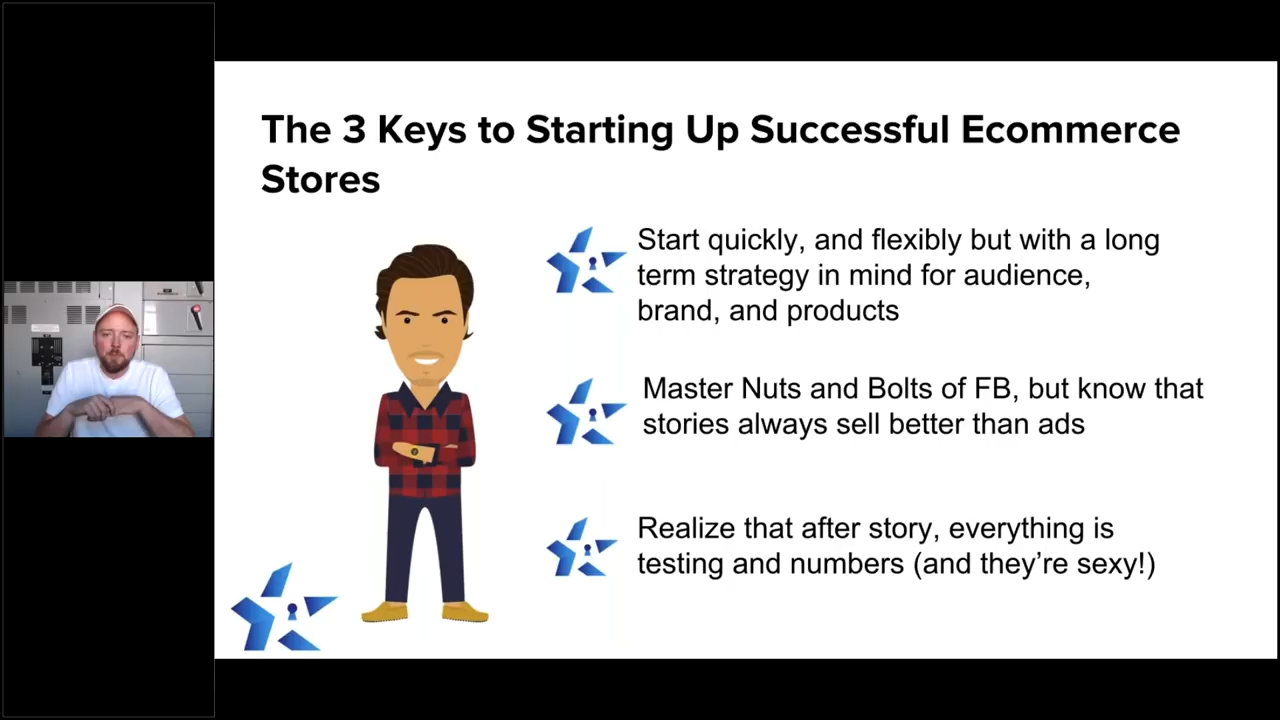 The 3 Keys to Starting Up Successful Ecommerce
Stores
Start quickly, and flexibly but with a long
term strategy in mind for audience,
brand, and products
Master Nuts and Bolts of FB, but know that
stories always sell better than ads
Realize that after story, everything is
testing and numbers (and they’re sexy!)